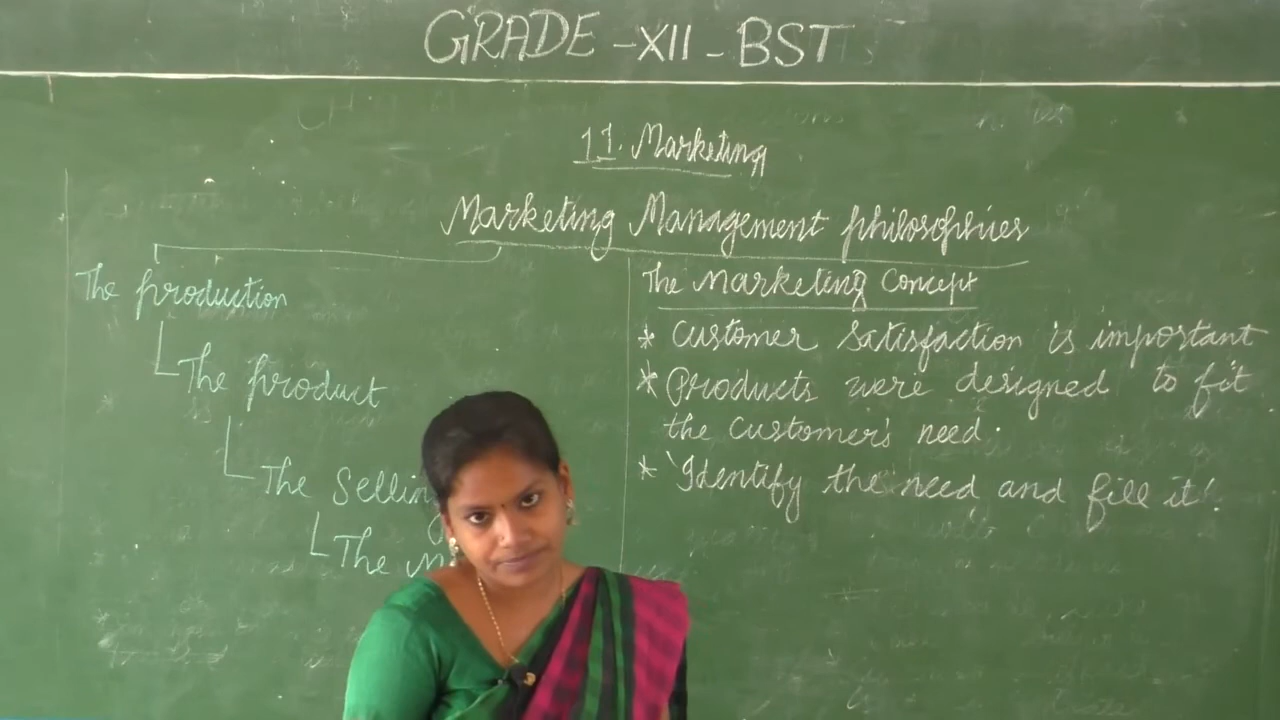 GRADE - XII - BST
11. Marketing
Marketing Management philosophies
The production
The product
The Sellin
The M
The Marketing Concept
* Customer Satisfaction is important
* Products were designed to fit
the customer's need.
* 'Identify the need and fill it'.